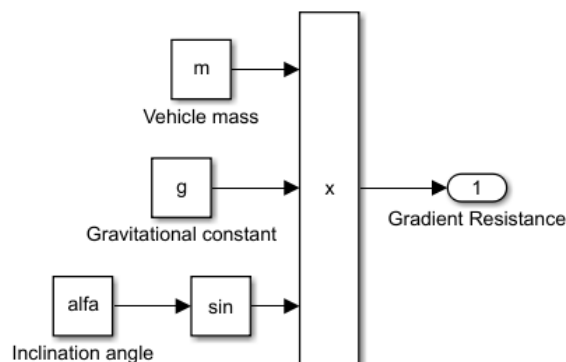 m
Vehicle mass
g
Gravitational constant
x
1
Gradient Resistance
alfa
sin
Inclination angle